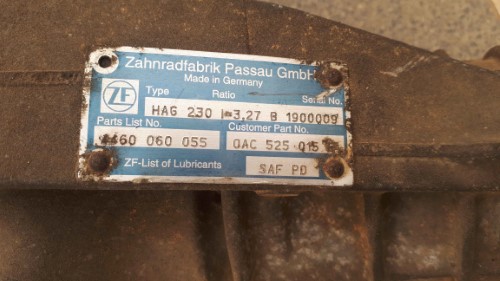 Zahnradfabrik Passau GmbH
Made in Germany
ZF
Type Ratio Serial No.
HAG 230 i=3,27 B 1900009
Parts List No. Customer Part No.
4460 060 055 0AC 525 015
ZF-List of Lubricants SAF PO